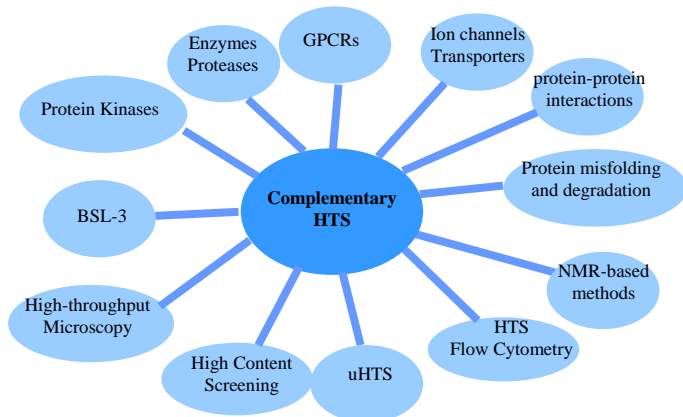 GPCRs
Ion channels
Transporters
Enzymes
Proteases
protein-protein
interactions
Protein Kinases
Protein misfolding
and degradation
Complementary
HTS
BSL-3
NMR-based
methods
High-throughput
Microscopy
HTS
Flow Cytometry
High Content
Screening
uHTS